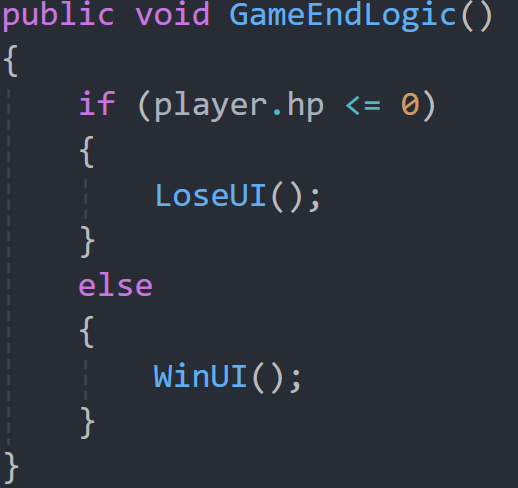 public void GameEndLogic()
{
    if (player.hp <= 0)
    {
        LoseUI();
    }
    else
    {
        WinUI();
    }
}